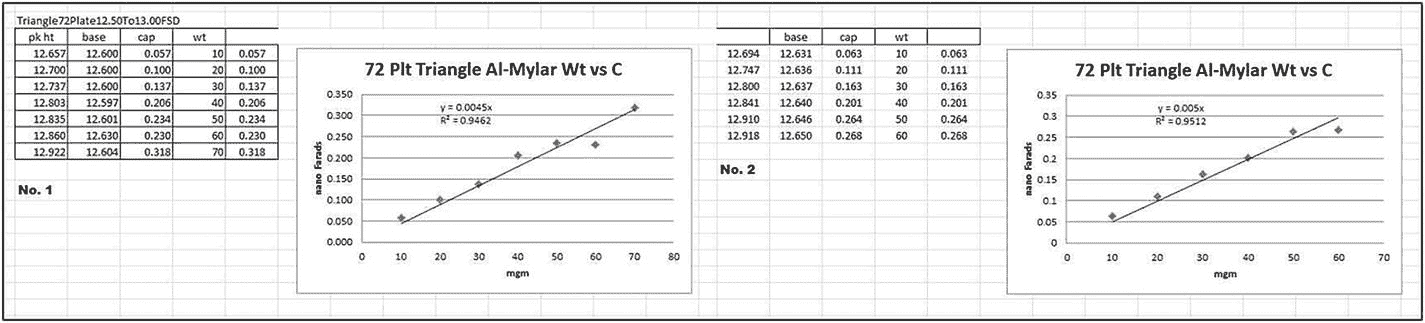 Triangle72Plate12.50To13.00FSD
pk ht base cap wt
12.657 12.600 0.057 10 0.057
12.700 12.600 0.100 20 0.100
12.737 12.600 0.137 30 0.137
12.803 12.597 0.206 40 0.206
12.835 12.601 0.234 50 0.234
12.860 12.630 0.230 60 0.230
12.922 12.604 0.318 70 0.318
No. 1
72 Plt Triangle Al-Mylar Wt vs C
y = 0.0045x
R² = 0.9462
nano Farads
0.350
0.300
0.250
0.200
0.150
0.100
0.050
0.000
0 10 20 30 40 50 60 70 80
mgm
base cap wt
12.694 12.631 0.063 10 0.063
12.747 12.636 0.111 20 0.111
12.800 12.637 0.163 30 0.163
12.841 12.640 0.201 40 0.201
12.910 12.646 0.264 50 0.264
12.918 12.650 0.268 60 0.268
No. 2
72 Plt Triangle Al-Mylar Wt vs C
y = 0.005x
R² = 0.9512
nano Farads
0.35
0.3
0.25
0.2
0.15
0.1
0.05
0
0 10 20 30 40 50 60 70
mgm